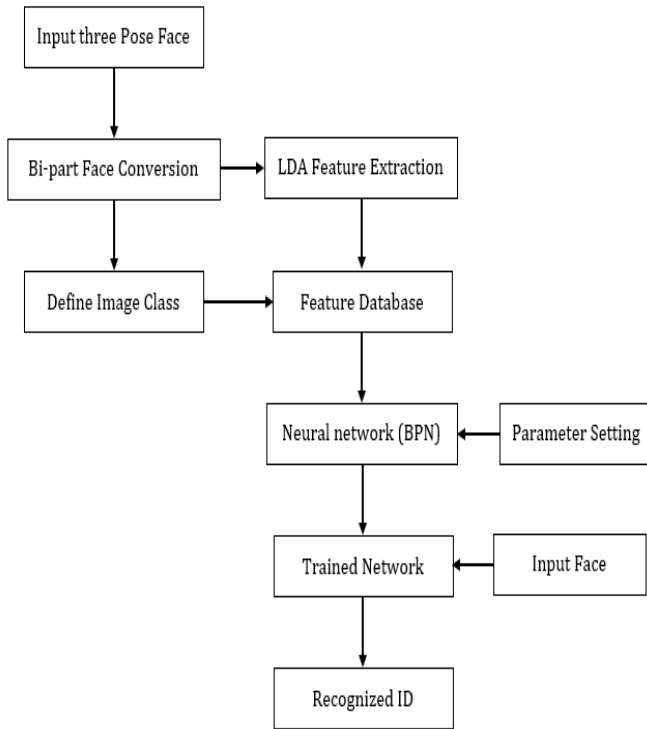 Input three Pose Face
Bi-part Face Conversion
LDA Feature Extraction
Define Image Class
Feature Database
Neural network (BPN)
Parameter Setting
Trained Network
Input Face
Recognized ID